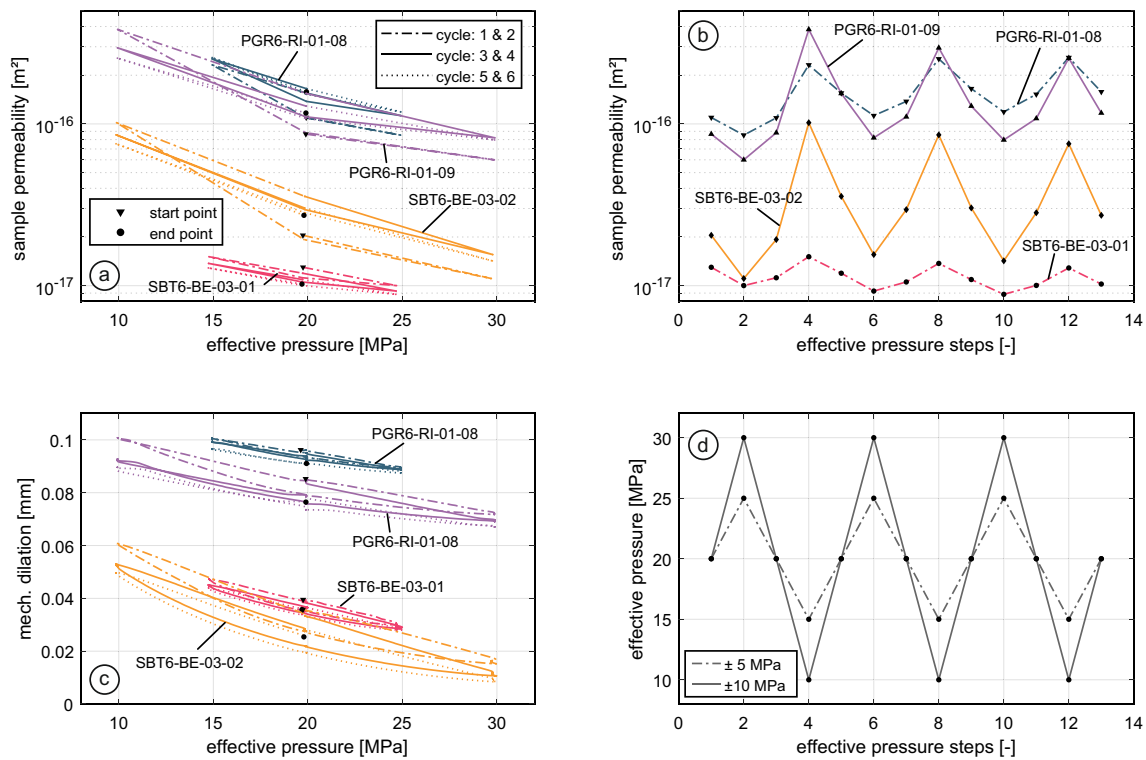 PGR6-RI-01-08
cycle: 1 & 2
cycle: 3 & 4
cycle: 5 & 6
10⁻¹⁶
PGR6-RI-01-09
SBT6-BE-03-02
start point
end point
a
SBT6-BE-03-01
10⁻¹⁷
sample permeability [m²]
10 15 20 25 30
effective pressure [MPa]
b
PGR6-RI-01-09
PGR6-RI-01-08
10⁻¹⁶
SBT6-BE-03-02
SBT6-BE-03-01
10⁻¹⁷
sample permeability [m²]
0 2 4 6 8 10 12 14
effective pressure steps [-]
0.1
PGR6-RI-01-08
0.08
PGR6-RI-01-08
0.06
SBT6-BE-03-01
0.04
0.02
SBT6-BE-03-02
c
0
mech. dilation [mm]
10 15 20 25 30
effective pressure [MPa]
30
d
25
20
15
± 5 MPa
±10 MPa
10
effective pressure [MPa]
0 2 4 6 8 10 12 14
effective pressure steps [-]